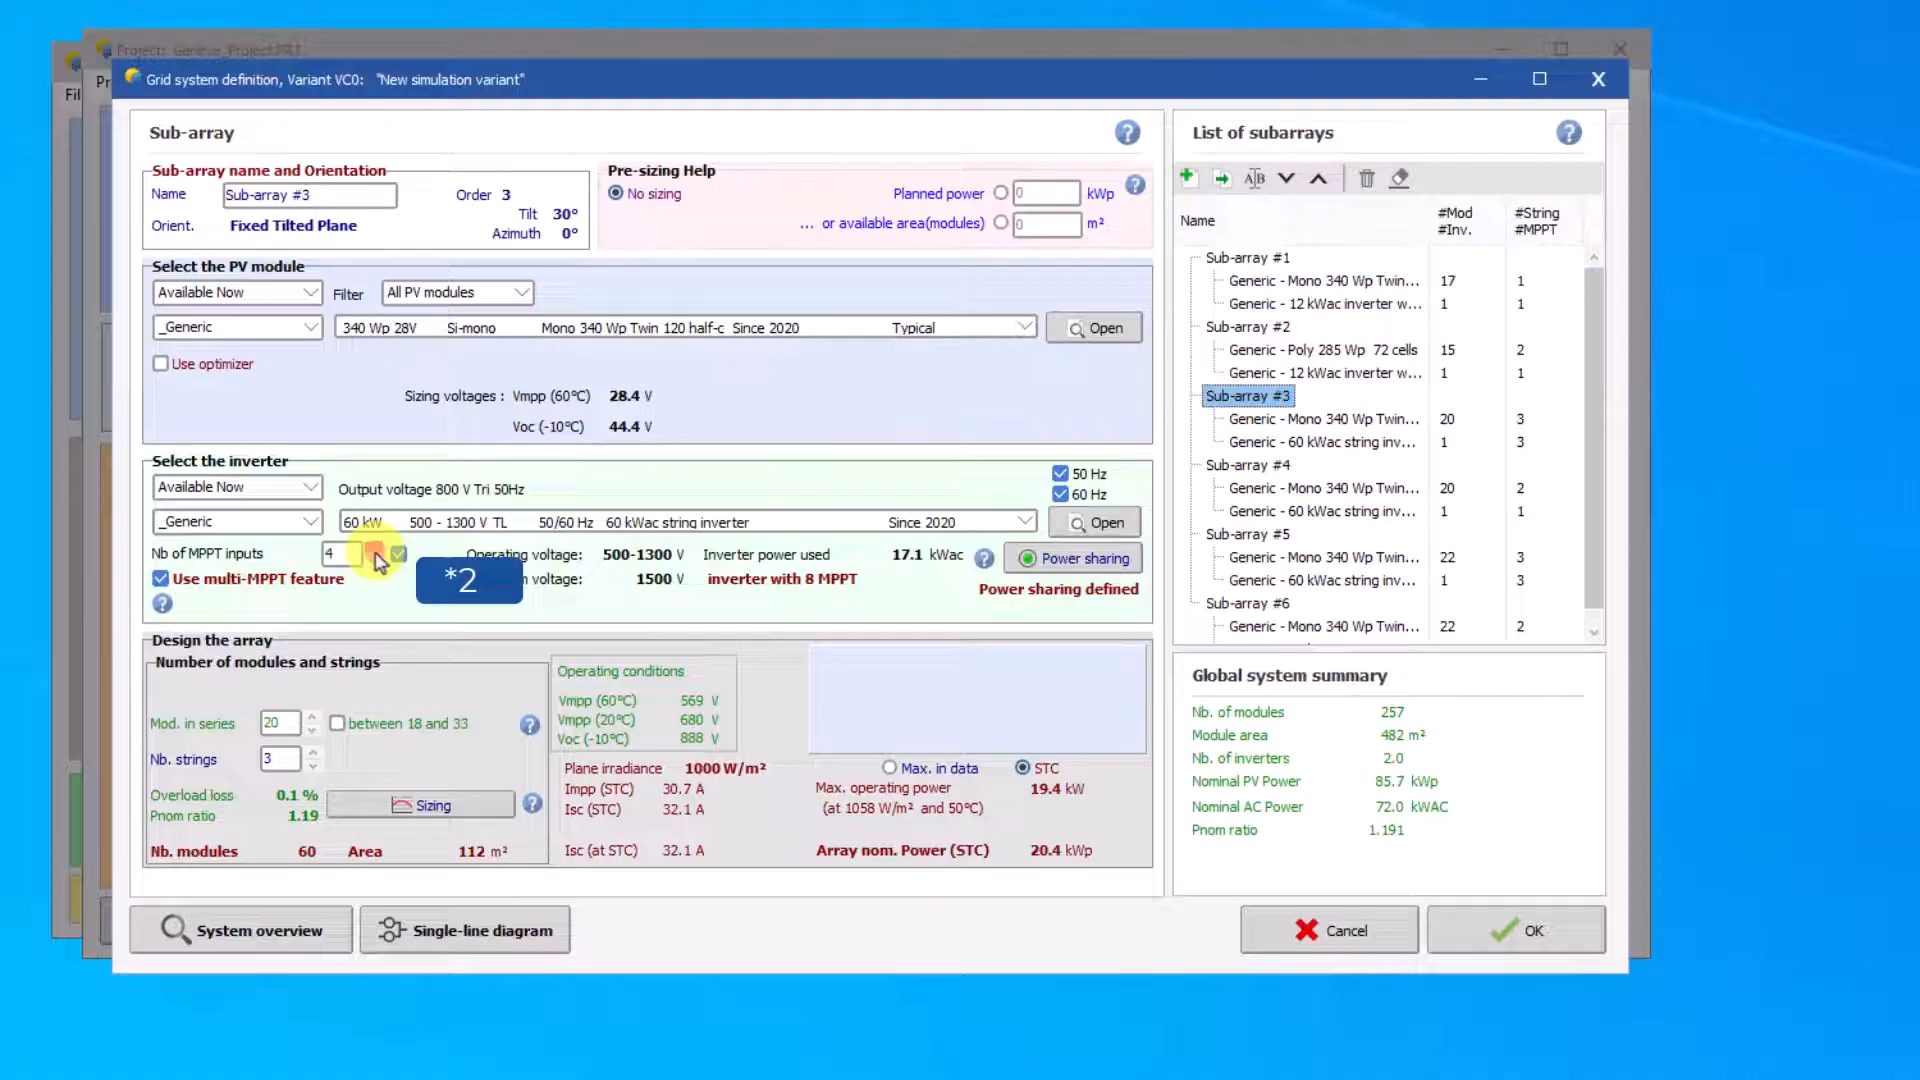 Project: Geneve_Project.PRJ
Fil
Pr
Grid system definition, Variant VC0: "New simulation variant"
Sub-array
Sub-array name and Orientation
Name Sub-array #3 Order 3
Tilt 30°
Orient. Fixed Tilted Plane
Azimuth 0°
Pre-sizing Help
No sizing Planned power 0 kWp
... or available area(modules) 0 m²
Select the PV module
Available Now Filter All PV modules
_Generic 340 Wp 28V Si-mono Mono 340 Wp Twin 120 half-c Since 2020 Typical Open
Use optimizer
Sizing voltages : Vmpp (60°C) 28.4 V
Voc (-10°C) 44.4 V
Select the inverter
Available Now Output voltage 800 V Tri 50Hz
50 Hz
60 Hz
_Generic 60 kW 500 - 1300 V TL 50/60 Hz 60 kWac string inverter Since 2020 Open
Nb of MPPT inputs 4 Operating voltage: 500-1300 V Inverter power used 17.1 kWac Power sharing
Use multi-MPPT feature *2 voltage: 1500 V inverter with 8 MPPT
Power sharing defined
Design the array
Number of modules and strings
Mod. in series 20 between 18 and 33
Nb. strings 3
Overload loss 0.1 %
Pnom ratio 1.19
Sizing
Nb. modules 60 Area 112 m²
Operating conditions
Vmpp (60°C) 569 V
Vmpp (20°C) 680 V
Voc (-10°C) 888 V
Plane irradiance 1000 W/m²
Impp (STC) 30.7 A
Isc (STC) 32.1 A
Isc (at STC) 32.1 A
Max. in data STC
Max. operating power 19.4 kW
(at 1058 W/m² and 50°C)
Array nom. Power (STC) 20.4 kWp
System overview
Single-line diagram
List of subarrays
Name #Mod #String
#Inv. #MPPT
Sub-array #1
Generic - Mono 340 Wp Twin... 17 1
Generic - 12 kWac inverter w... 1 1
Sub-array #2
Generic - Poly 285 Wp 72 cells 15 2
Generic - 12 kWac inverter w... 1 1
Sub-array #3
Generic - Mono 340 Wp Twin... 20 3
Generic - 60 kWac string inv... 1 3
Sub-array #4
Generic - Mono 340 Wp Twin... 20 2
Generic - 60 kWac string inv... 1 1
Sub-array #5
Generic - Mono 340 Wp Twin... 22 3
Generic - 60 kWac string inv... 1 3
Sub-array #6
Generic - Mono 340 Wp Twin... 22 2
Global system summary
Nb. of modules 257
Module area 482 m²
Nb. of inverters 2.0
Nominal PV Power 85.7 kWp
Nominal AC Power 72.0 kWAC
Pnom ratio 1.191
Cancel
OK